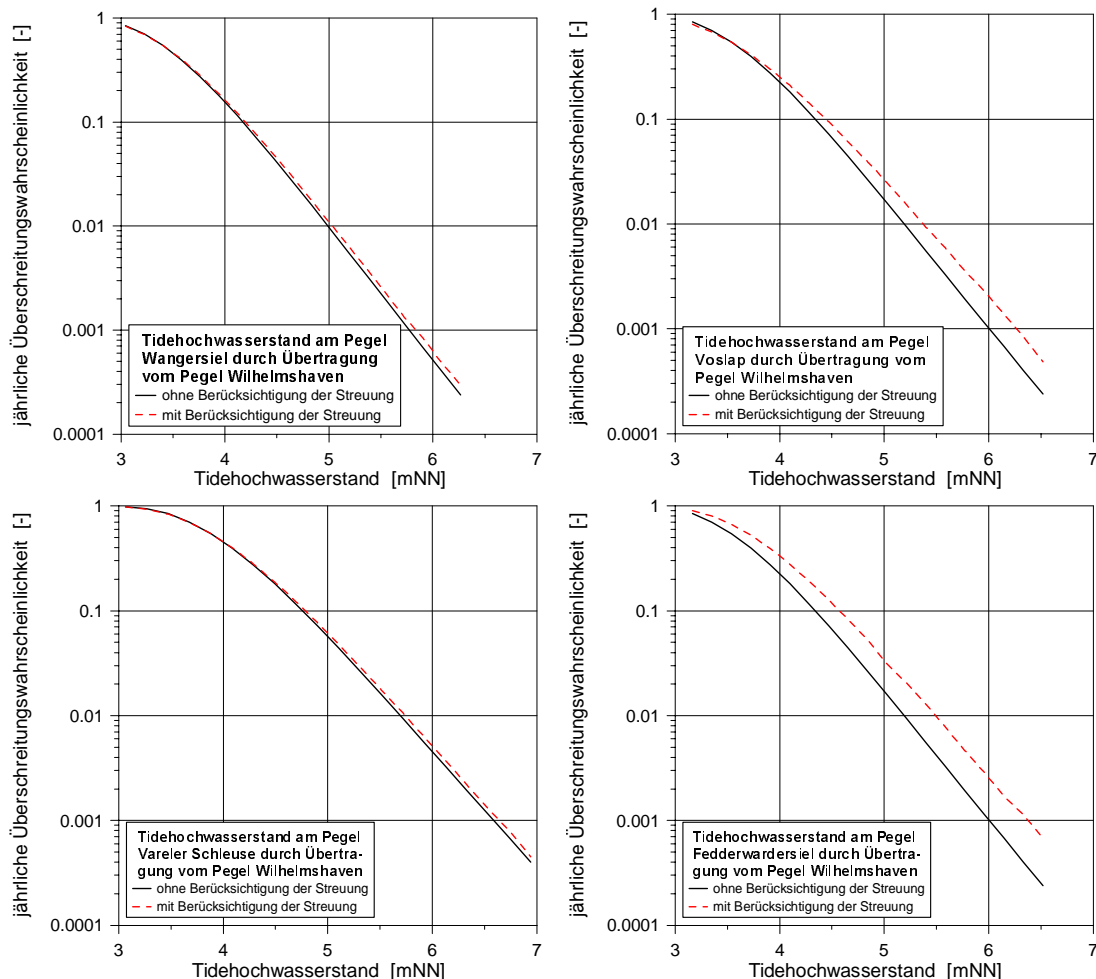 jährliche Überschreitungswahrscheinlichkeit [-]
1
0.1
0.01
0.001
0.0001
Tidehochwasserstand am Pegel
Wangersiel durch Übertragung
vom Pegel Wilhelmshaven
ohne Berücksichtigung der Streuung
mit Berücksichtigung der Streuung
3 4 5 6 7
Tidehochwasserstand [mNN]
jährliche Überschreitungswahrscheinlichkeit [-]
1
0.1
0.01
0.001
0.0001
Tidehochwasserstand am Pegel
Voslap durch Übertragung vom
Pegel Wilhelmshaven
ohne Berücksichtigung der Streuung
mit Berücksichtigung der Streuung
3 4 5 6 7
Tidehochwasserstand [mNN]
jährliche Überschreitungswahrscheinlichkeit [-]
1
0.1
0.01
0.001
0.0001
Tidehochwasserstand am Pegel
Vareler Schleuse durch Übertra-
gung vom Pegel Wilhelmshaven
ohne Berücksichtigung der Streuung
mit Berücksichtigung der Streuung
3 4 5 6 7
Tidehochwasserstand [mNN]
jährliche Überschreitungswahrscheinlichkeit [-]
1
0.1
0.01
0.001
0.0001
Tidehochwasserstand am Pegel
Fedderwardersiel durch Übertra-
gung vom Pegel Wilhelmshaven
ohne Berücksichtigung der Streuung
mit Berücksichtigung der Streuung
3 4 5 6 7
Tidehochwasserstand [mNN]